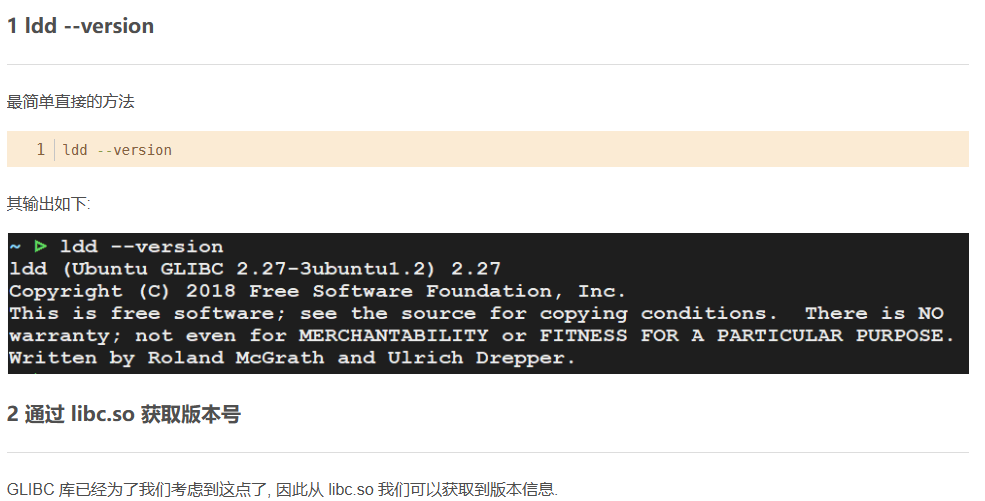 1 ldd --version
最简单直接的方法
1 ldd --version
其输出如下:
~ ᐅ ldd --version
ldd (Ubuntu GLIBC 2.27-3ubuntu1.2) 2.27
Copyright (C) 2018 Free Software Foundation, Inc.
This is free software; see the source for copying conditions.  There is NO
warranty; not even for MERCHANTABILITY or FITNESS FOR A PARTICULAR PURPOSE.
Written by Roland McGrath and Ulrich Drepper.
2 通过 libc.so 获取版本号
GLIBC 库已经为了我们考虑到这点了, 因此从 libc.so 我们可以获取到版本信息.